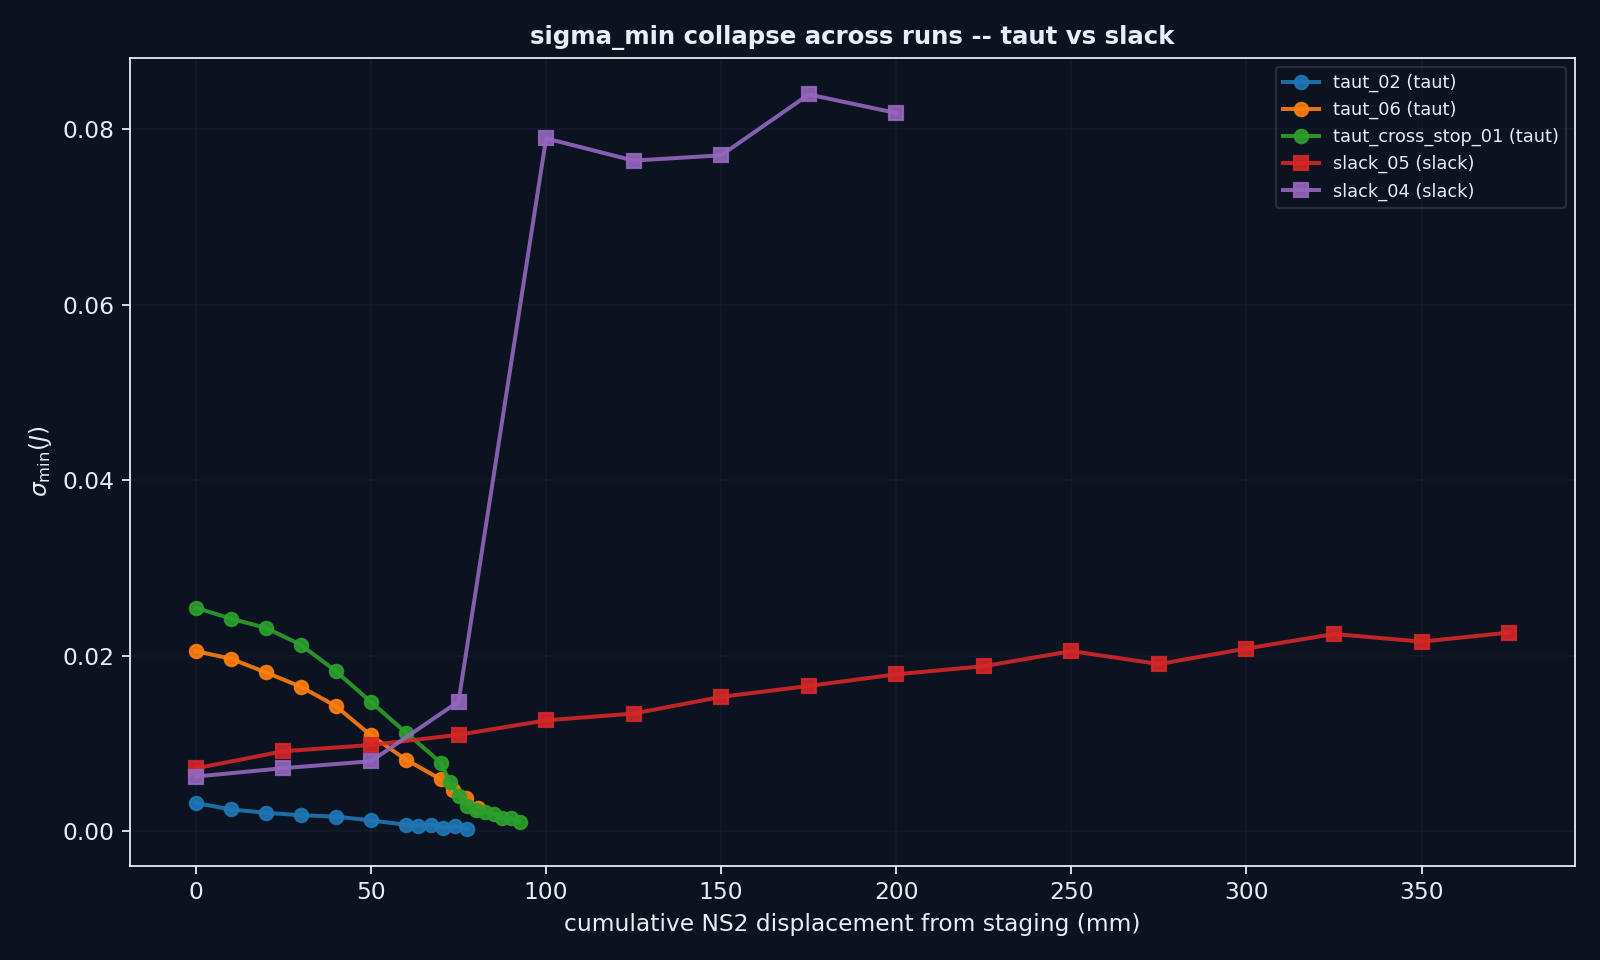 sigma_min collapse across runs -- taut vs slack
taut_02 (taut)
taut_06 (taut)
taut_cross_stop_01 (taut)
slack_05 (slack)
slack_04 (slack)
σmin(J)
0.08
0.06
0.04
0.02
0.00
0 50 100 150 200 250 300 350
cumulative NS2 displacement from staging (mm)